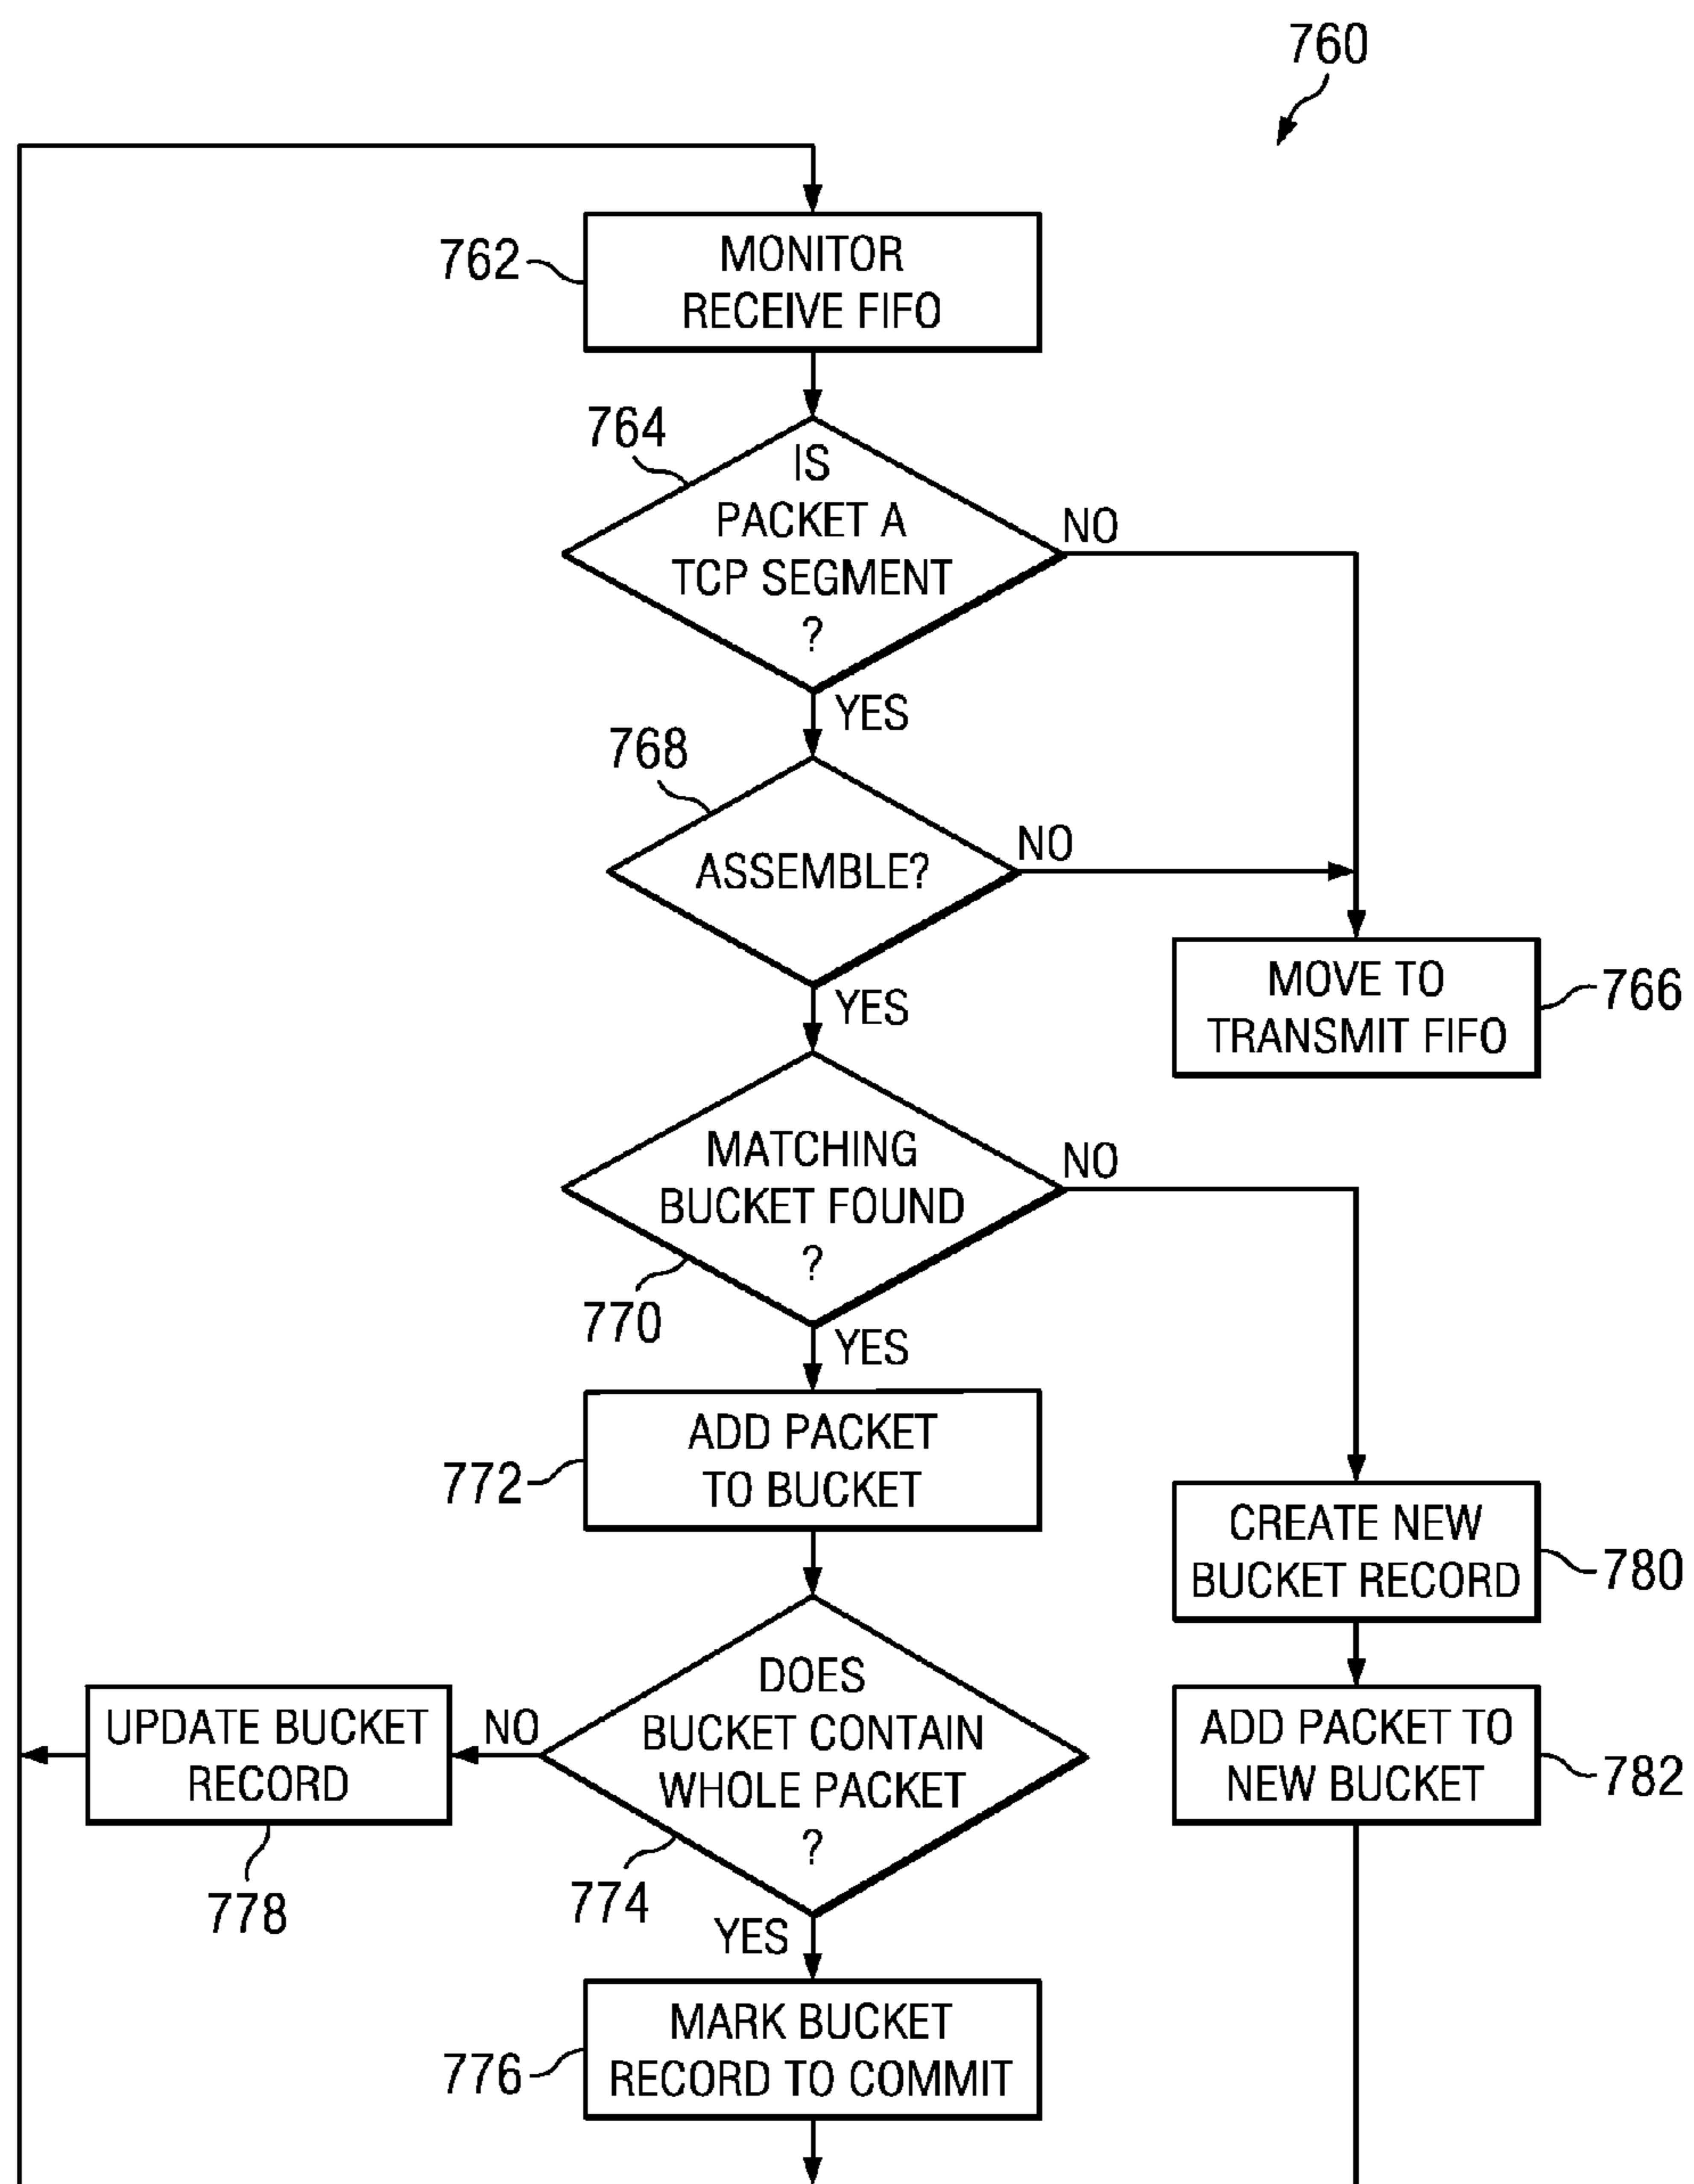 760
762
MONITOR
RECEIVE FIFO
764
IS
PACKET A
TCP SEGMENT
?
NO
YES
768
ASSEMBLE?
NO
YES
MOVE TO
TRANSMIT FIFO
766
MATCHING
BUCKET FOUND
?
NO
770
YES
772
ADD PACKET
TO BUCKET
CREATE NEW
BUCKET RECORD
780
DOES
BUCKET CONTAIN
WHOLE PACKET
?
NO
UPDATE BUCKET
RECORD
778
774
ADD PACKET TO
NEW BUCKET
782
YES
776
MARK BUCKET
RECORD TO COMMIT